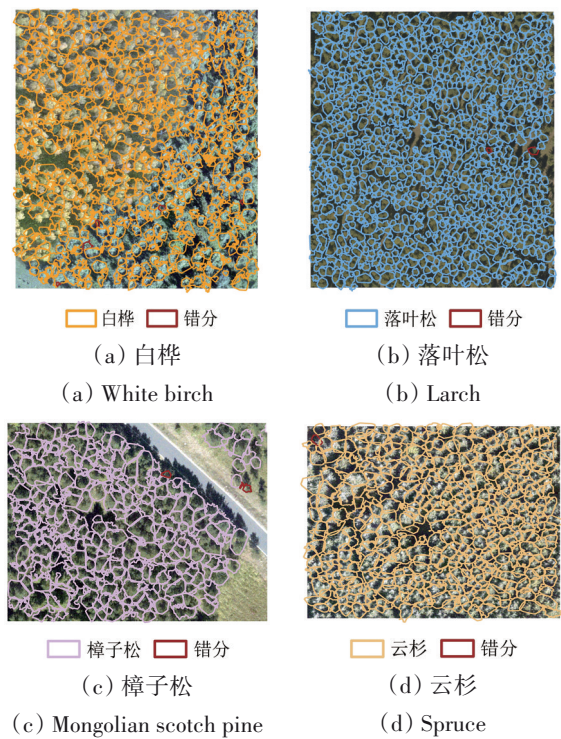 白桦 错分
落叶松 错分
(a) 白桦
(b) 落叶松
(a) White birch
(b) Larch
樟子松 错分
云杉 错分
(c) 樟子松
(d) 云杉
(c) Mongolian scotch pine
(d) Spruce